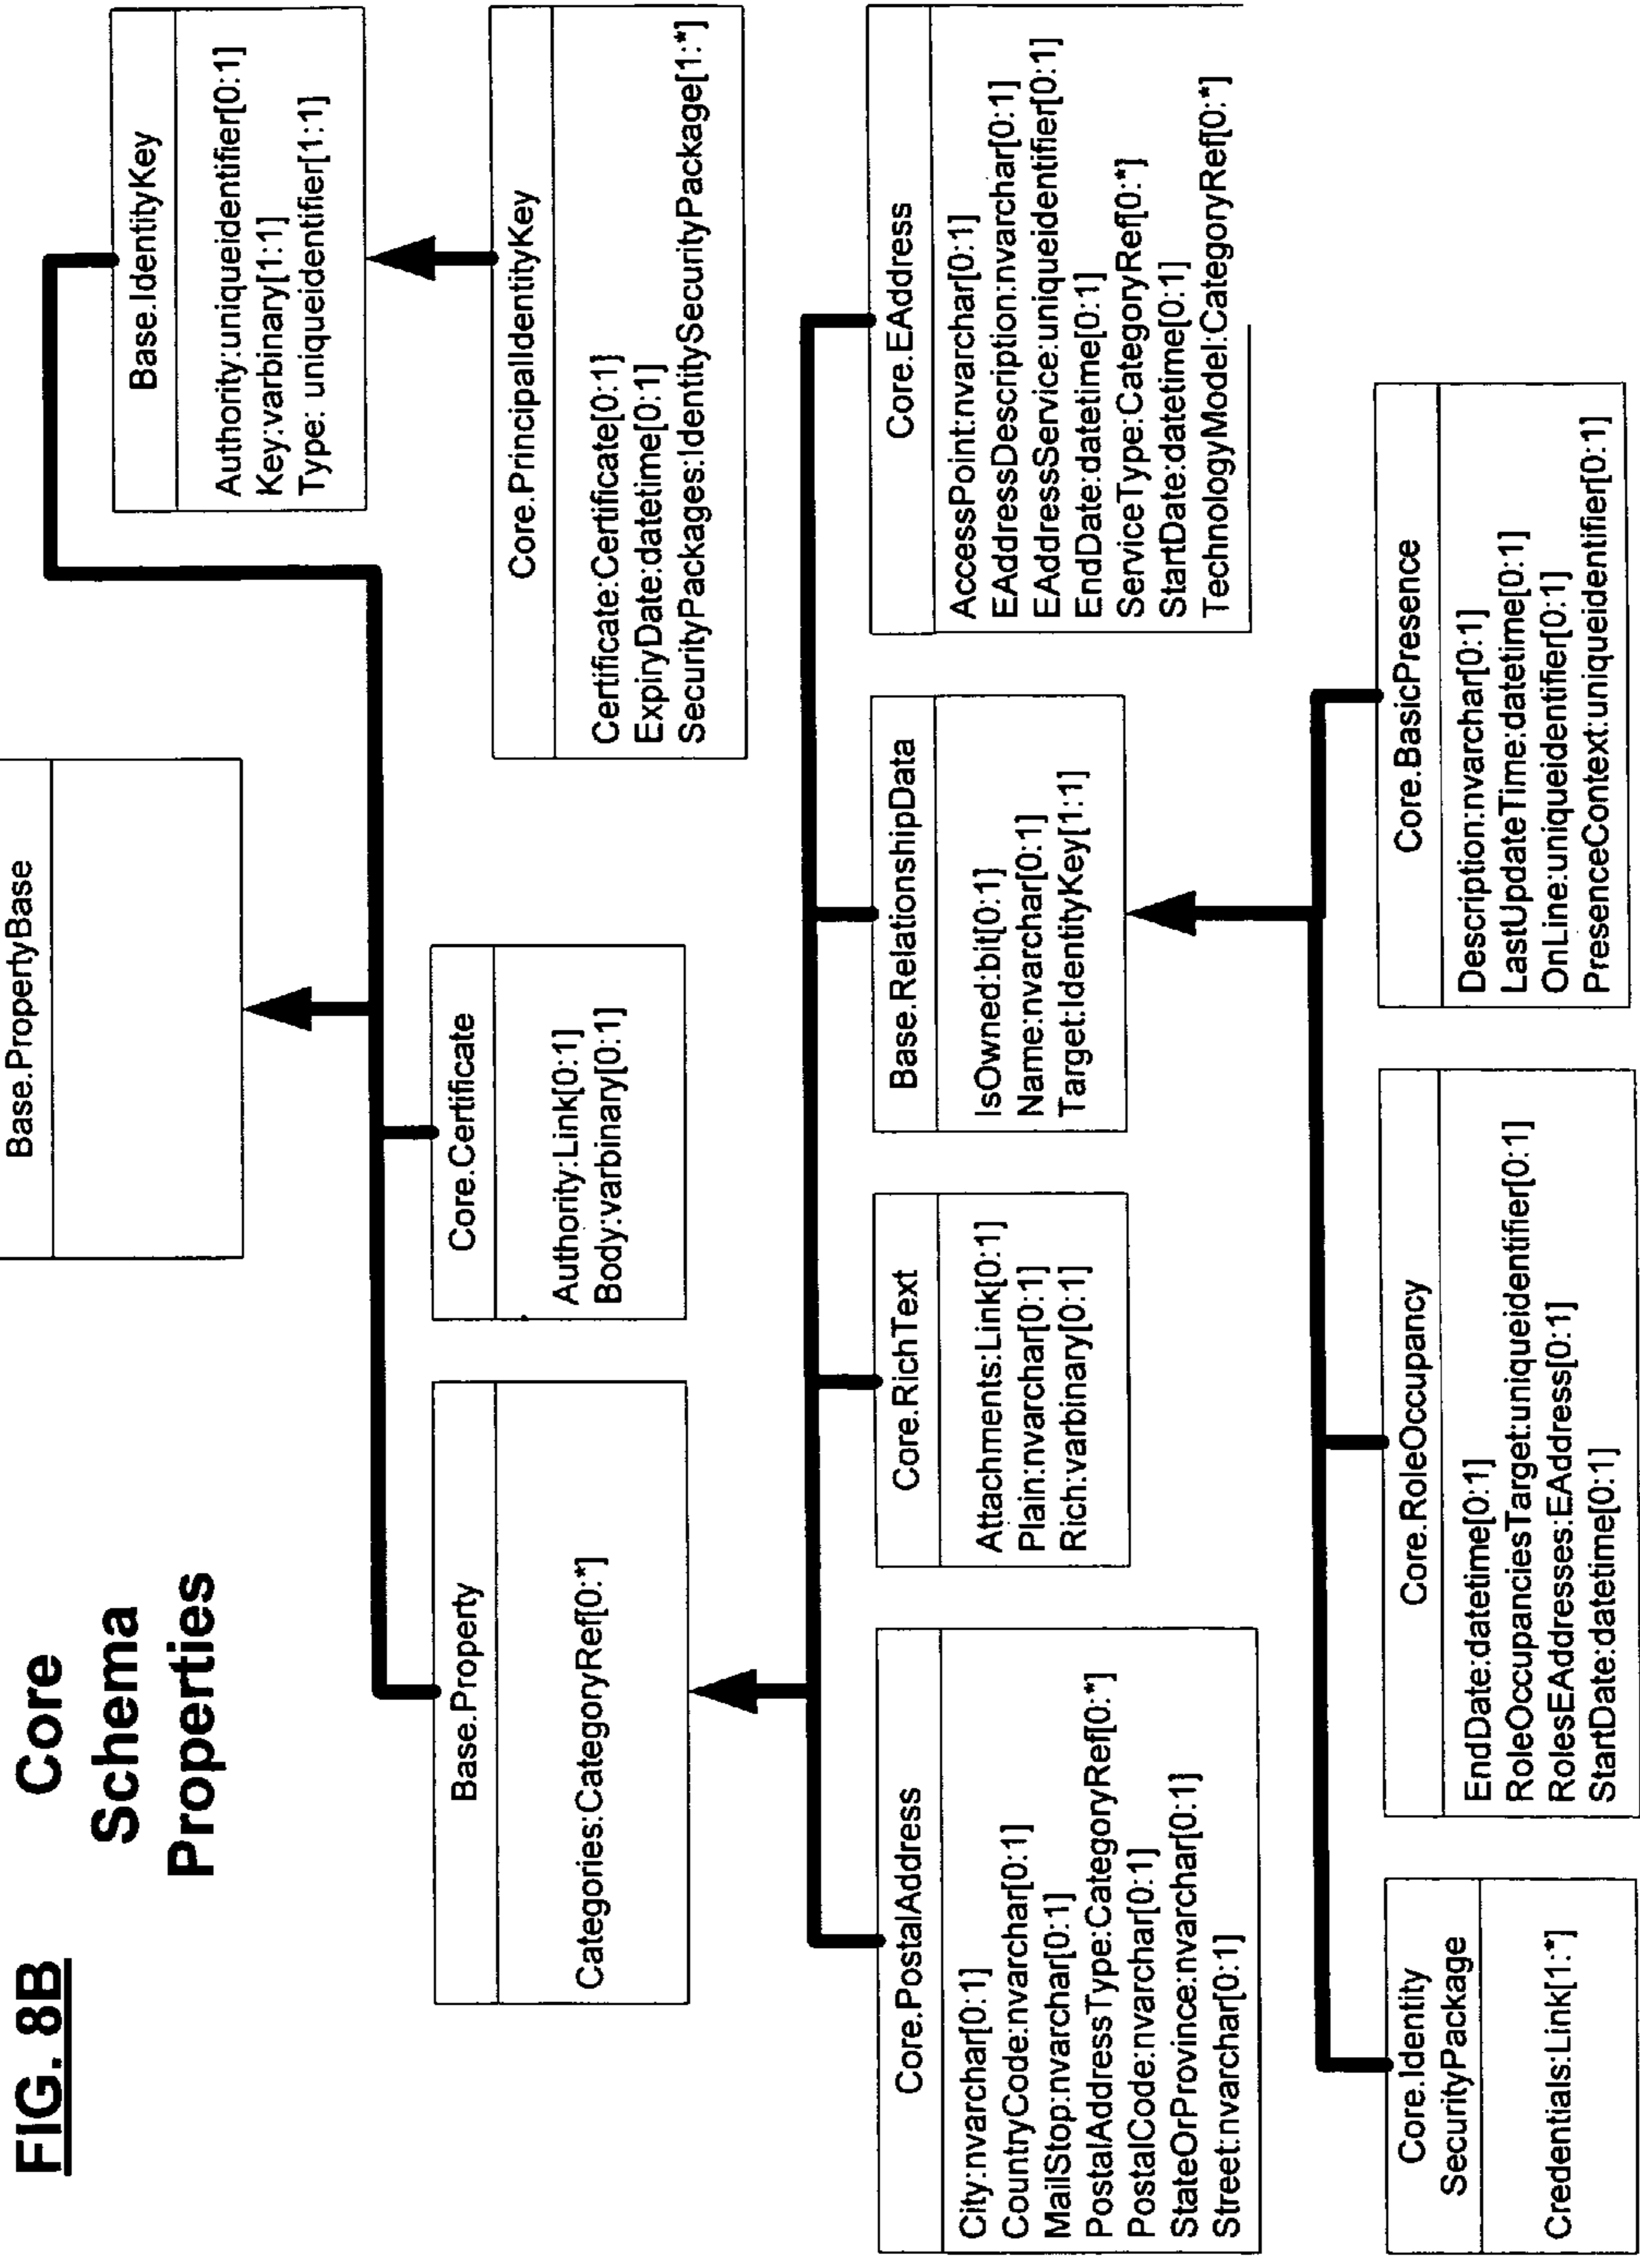 FIG. 8B
Core
Schema
Properties
Base.PropertyBase
Base.Property
Categories:CategoryRef[0:*]
Core.Certificate
Authority:Link[0:1]
Body:varbinary[0:1]
Base.IdentityKey
Authority:uniqueidentifier[0:1]
Key:varbinary[1:1]
Type: uniqueidentifier[1:1]
Core.PrincipalIdentityKey
Certificate:Certificate[0:1]
ExpiryDate:datetime[0:1]
SecurityPackages:IdentitySecurityPackage[1:*]
Core.PostalAddress
City:nvarchar[0:1]
CountryCode:nvarchar[0:1]
MailStop:nvarchar[0:1]
PostalAddressType:CategoryRef[0:*]
PostalCode:nvarchar[0:1]
StateOrProvince:nvarchar[0:1]
Street:nvarchar[0:1]
Core.RichText
Attachments:Link[0:1]
Plain:nvarchar[0:1]
Rich:varbinary[0:1]
Base.RelationshipData
IsOwned:bit[0:1]
Name:nvarchar[0:1]
Target:IdentityKey[1:1]
Core.EAddress
AccessPoint:nvarchar[0:1]
EAddressDescription:nvarchar[0:1]
EAddressService:uniqueidentifier[0:1]
EndDate:datetime[0:1]
ServiceType:CategoryRef[0:*]
StartDate:datetime[0:1]
TechnologyModel:CategoryRef[0:*]
Core.Identity
SecurityPackage
Credentials:Link[1:*]
Core.RoleOccupancy
EndDate:datetime[0:1]
RoleOccupanciesTarget:uniqueidentifier[0:1]
RolesEAddresses:EAddress[0:1]
StartDate:datetime[0:1]
Core.BasicPresence
Description:nvarchar[0:1]
LastUpdateTime:datetime[0:1]
OnLine:uniqueidentifier[0:1]
PresenceContext:uniqueidentifier[0:1]